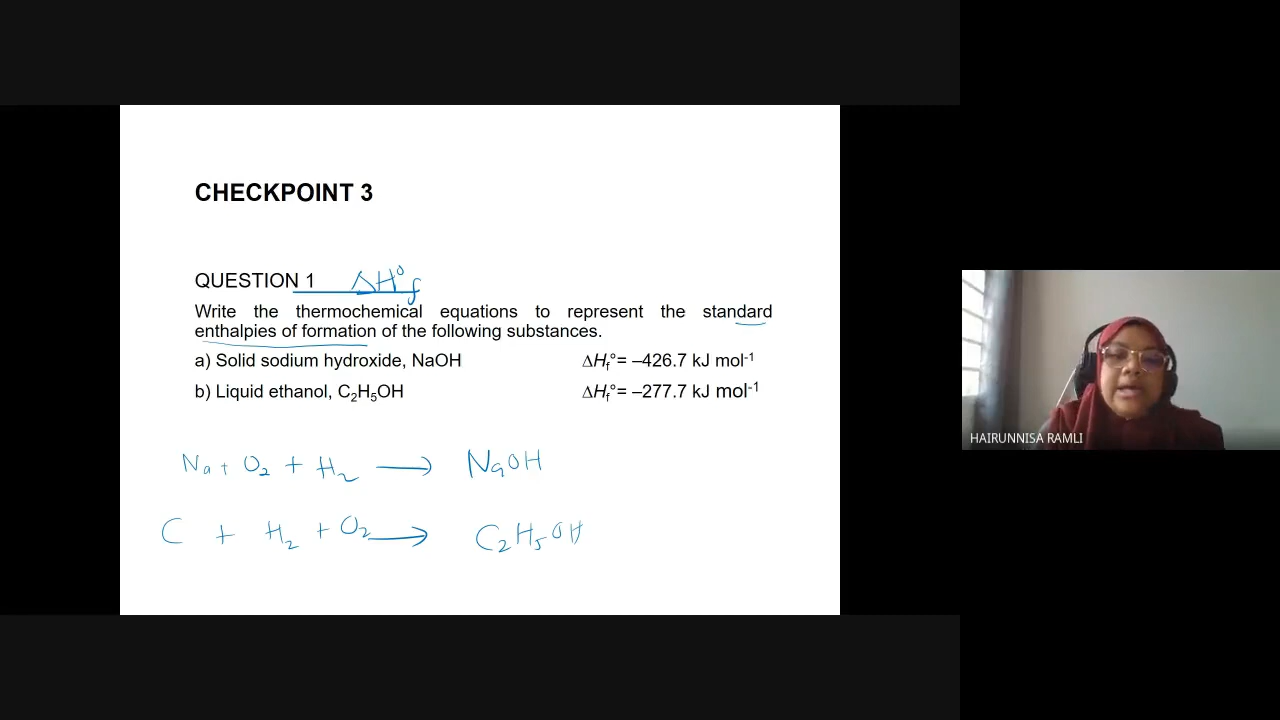 CHECKPOINT 3
QUESTION 1 ΔH°f
Write the thermochemical equations to represent the standard
enthalpies of formation of the following substances.
a) Solid sodium hydroxide, NaOH ΔHf°= –426.7 kJ mol-1
b) Liquid ethanol, C2H5OH ΔHf°= –277.7 kJ mol-1
Na + O2 + H2 → NaOH
C + H2 + O2 → C2H5OH
HAIRUNNISA RAMLI